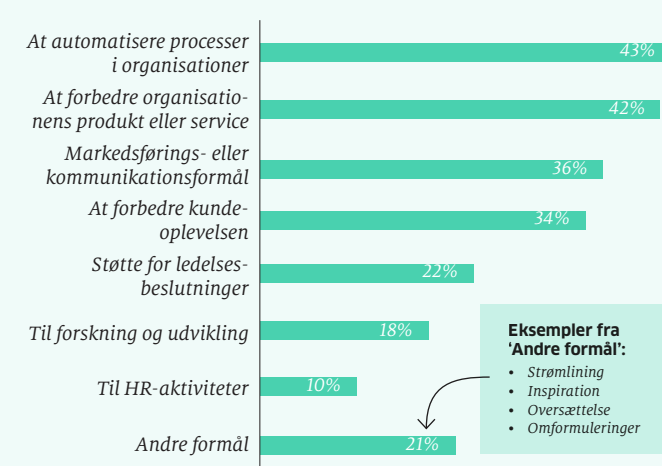 At automatisere processer
i organisationer
43%
At forbedre organisatio-
nens produkt eller service
42%
Markedsførings- eller
kommunikationsformål
36%
At forbedre kunde-
oplevelsen
34%
Støtte for ledelses-
beslutninger
22%
Til forskning og udvikling
18%
Til HR-aktiviteter
10%
Andre formål
21%
Eksempler fra
'Andre formål':
• Strømlining
• Inspiration
• Oversættelse
• Omformuleringer